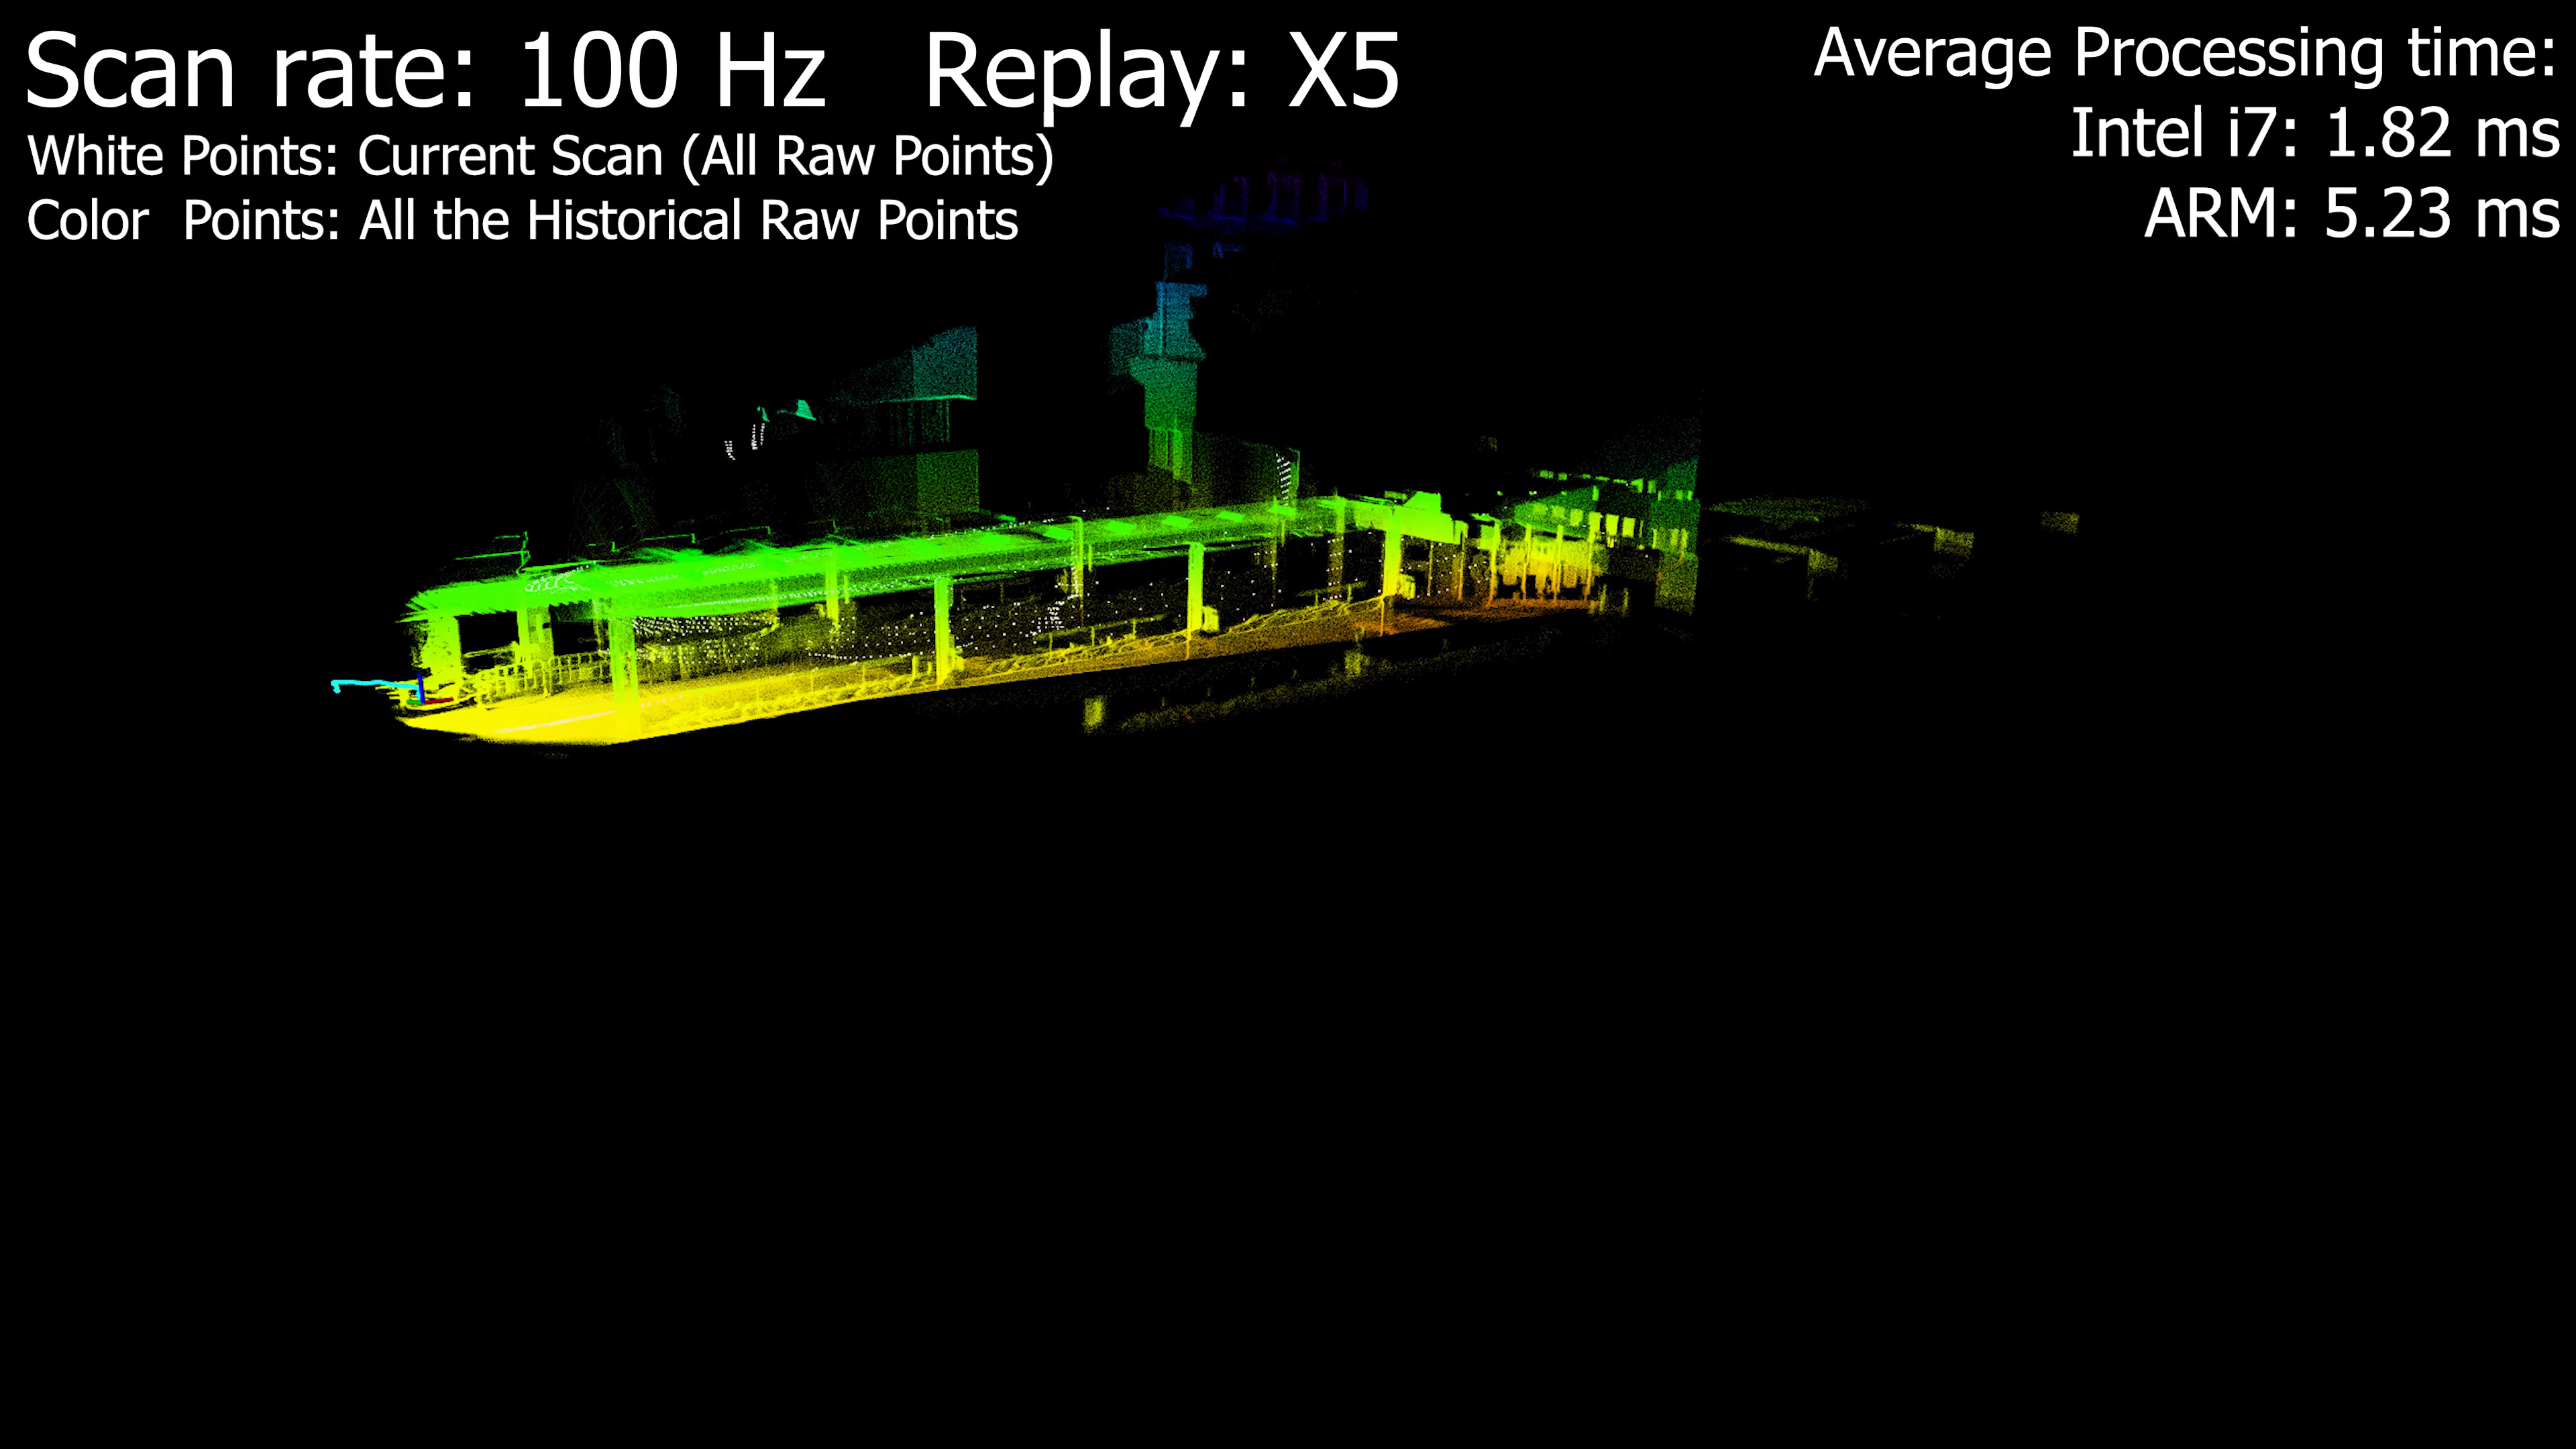 Scan rate: 100 Hz   Replay: X5
White Points: Current Scan (All Raw Points)
Color  Points: All the Historical Raw Points
Average Processing time:
Intel i7: 1.82 ms
ARM: 5.23 ms